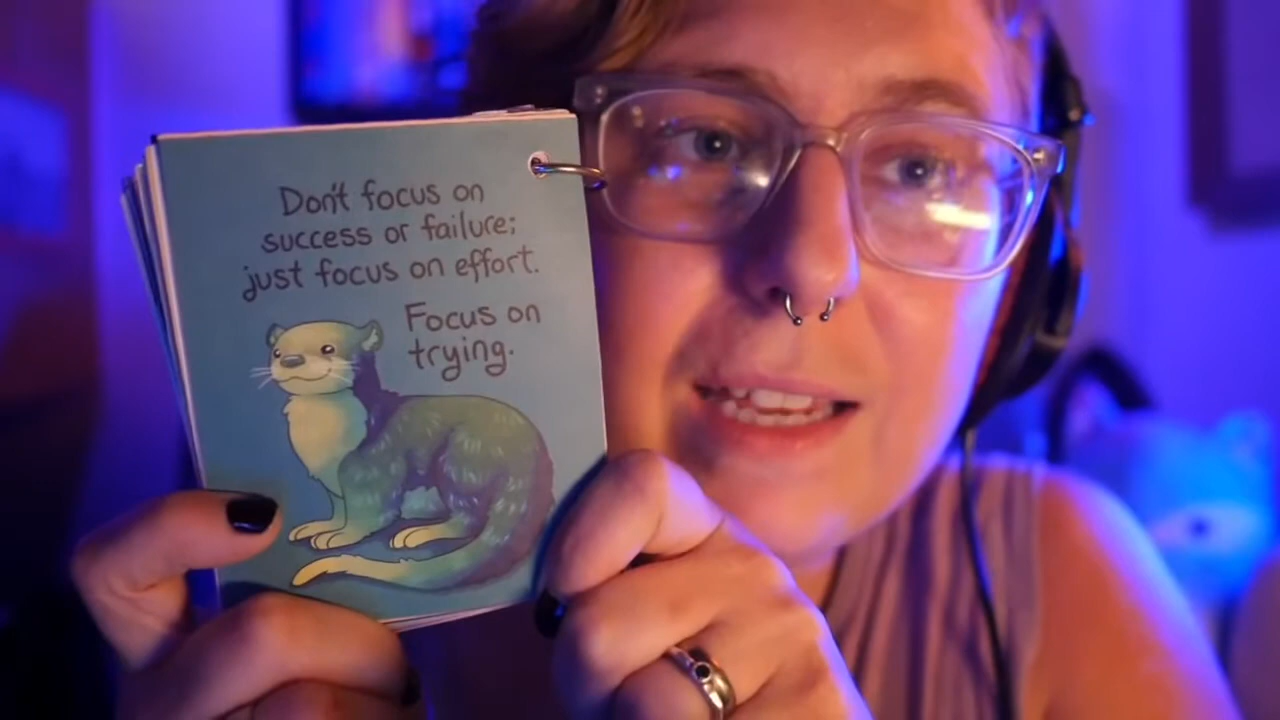 Don't focus on
success or failure;
just focus on effort.
Focus on
trying.